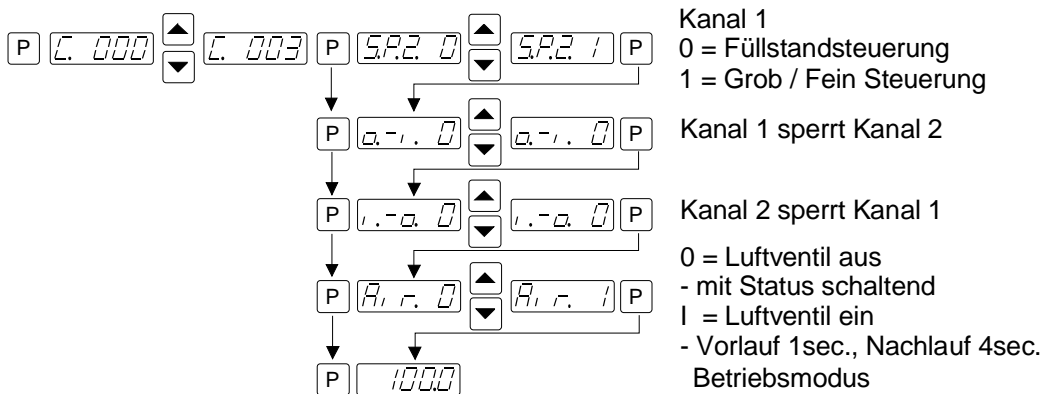 P C. 000 C. 003 P S.P.2. 0 S.P.2. 1 P
Kanal 1
0 = Füllstandsteuerung
1 = Grob / Fein Steuerung
P o.-i. 0 o.-i. 0 P Kanal 1 sperrt Kanal 2
P i.-o. 0 i.-o. 0 P Kanal 2 sperrt Kanal 1
P Ai r. 0 Ai r. 1 P
0 = Luftventil aus
- mit Status schaltend
I = Luftventil ein
- Vorlauf 1sec., Nachlauf 4sec.
P 100.0 Betriebsmodus